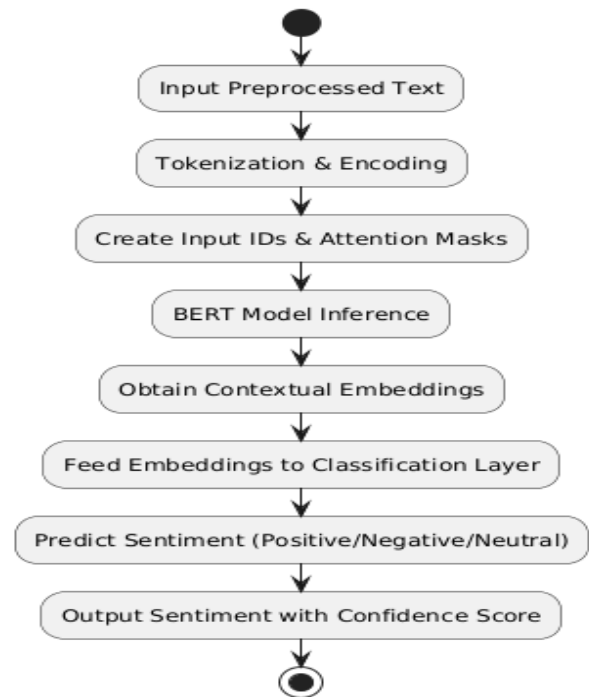 Input Preprocessed Text
Tokenization & Encoding
Create Input IDs & Attention Masks
BERT Model Inference
Obtain Contextual Embeddings
Feed Embeddings to Classification Layer
Predict Sentiment (Positive/Negative/Neutral)
Output Sentiment with Confidence Score